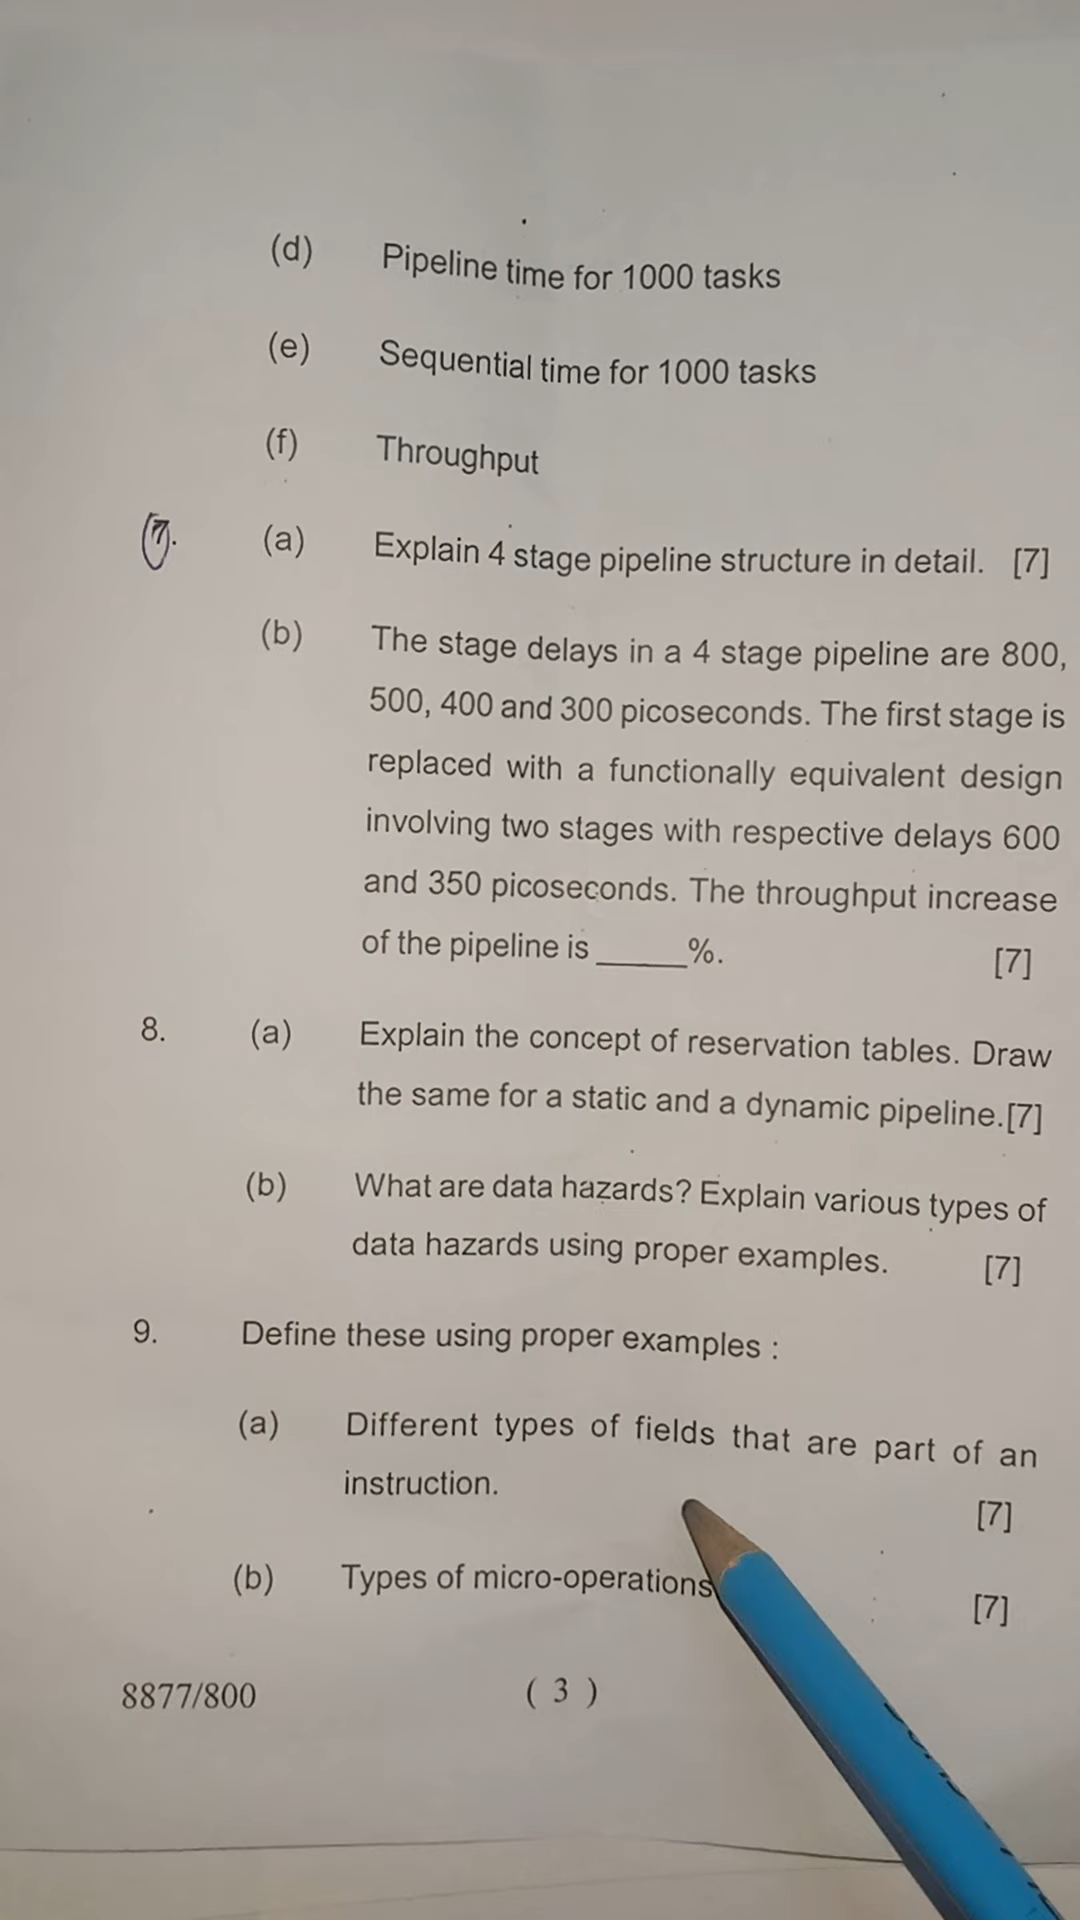 (d) Pipeline time for 1000 tasks
(e) Sequential time for 1000 tasks
(f) Throughput
7. (a) Explain 4 stage pipeline structure in detail. [7]
(b) The stage delays in a 4 stage pipeline are 800,
500, 400 and 300 picoseconds. The first stage is
replaced with a functionally equivalent design
involving two stages with respective delays 600
and 350 picoseconds. The throughput increase
of the pipeline is _____%. [7]
8. (a) Explain the concept of reservation tables. Draw
the same for a static and a dynamic pipeline.[7]
(b) What are data hazards? Explain various types of
data hazards using proper examples. [7]
9. Define these using proper examples :
(a) Different types of fields that are part of an
instruction. [7]
(b) Types of micro-operations [7]
8877/800 ( 3 )